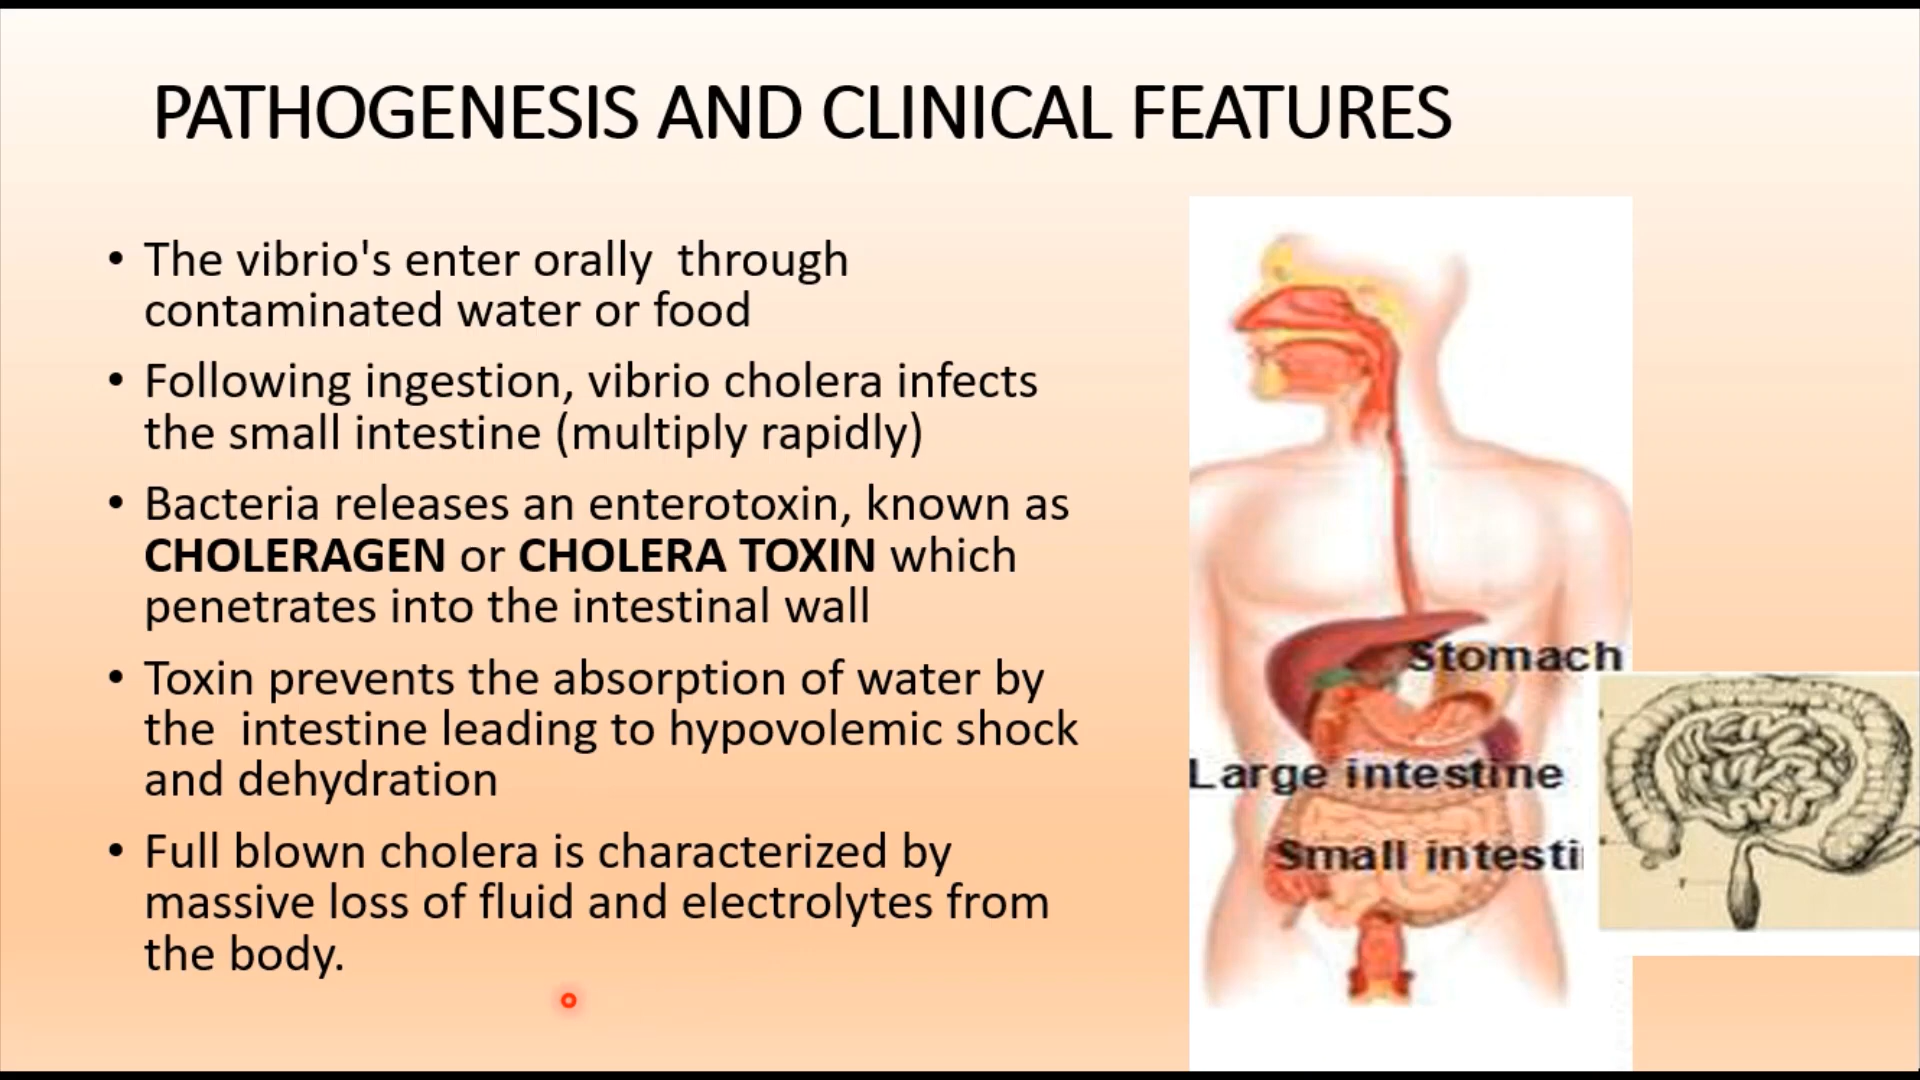 PATHOGENESIS AND CLINICAL FEATURES
• The vibrio's enter orally  through
contaminated water or food
• Following ingestion, vibrio cholera infects
the small intestine (multiply rapidly)
• Bacteria releases an enterotoxin, known as
CHOLERAGEN or CHOLERA TOXIN which
penetrates into the intestinal wall
• Toxin prevents the absorption of water by
the  intestine leading to hypovolemic shock
and dehydration
• Full blown cholera is characterized by
massive loss of fluid and electrolytes from
the body.
Stomach
Large intestine
Small intesti